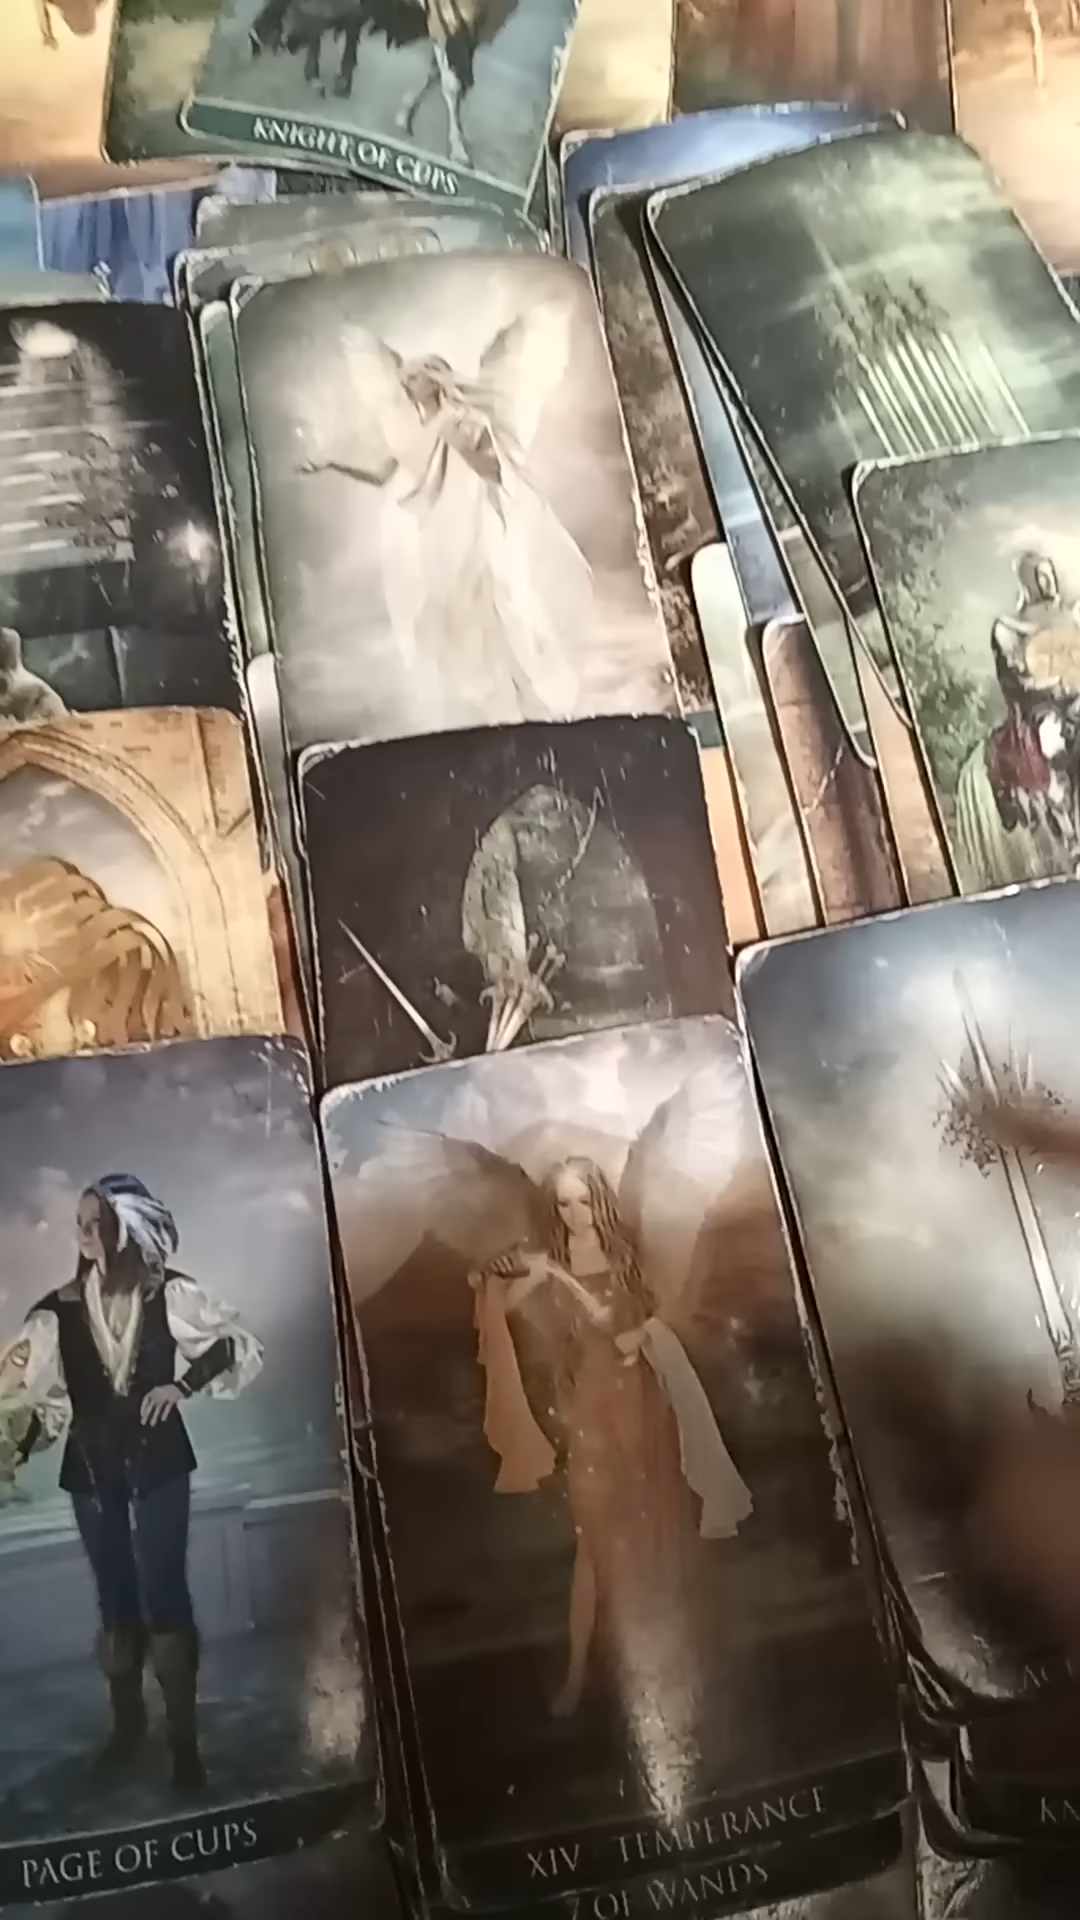 KNIGHT OF CUPS
PAGE OF CUPS
XIV · TEMPERANCE
7 OF WANDS